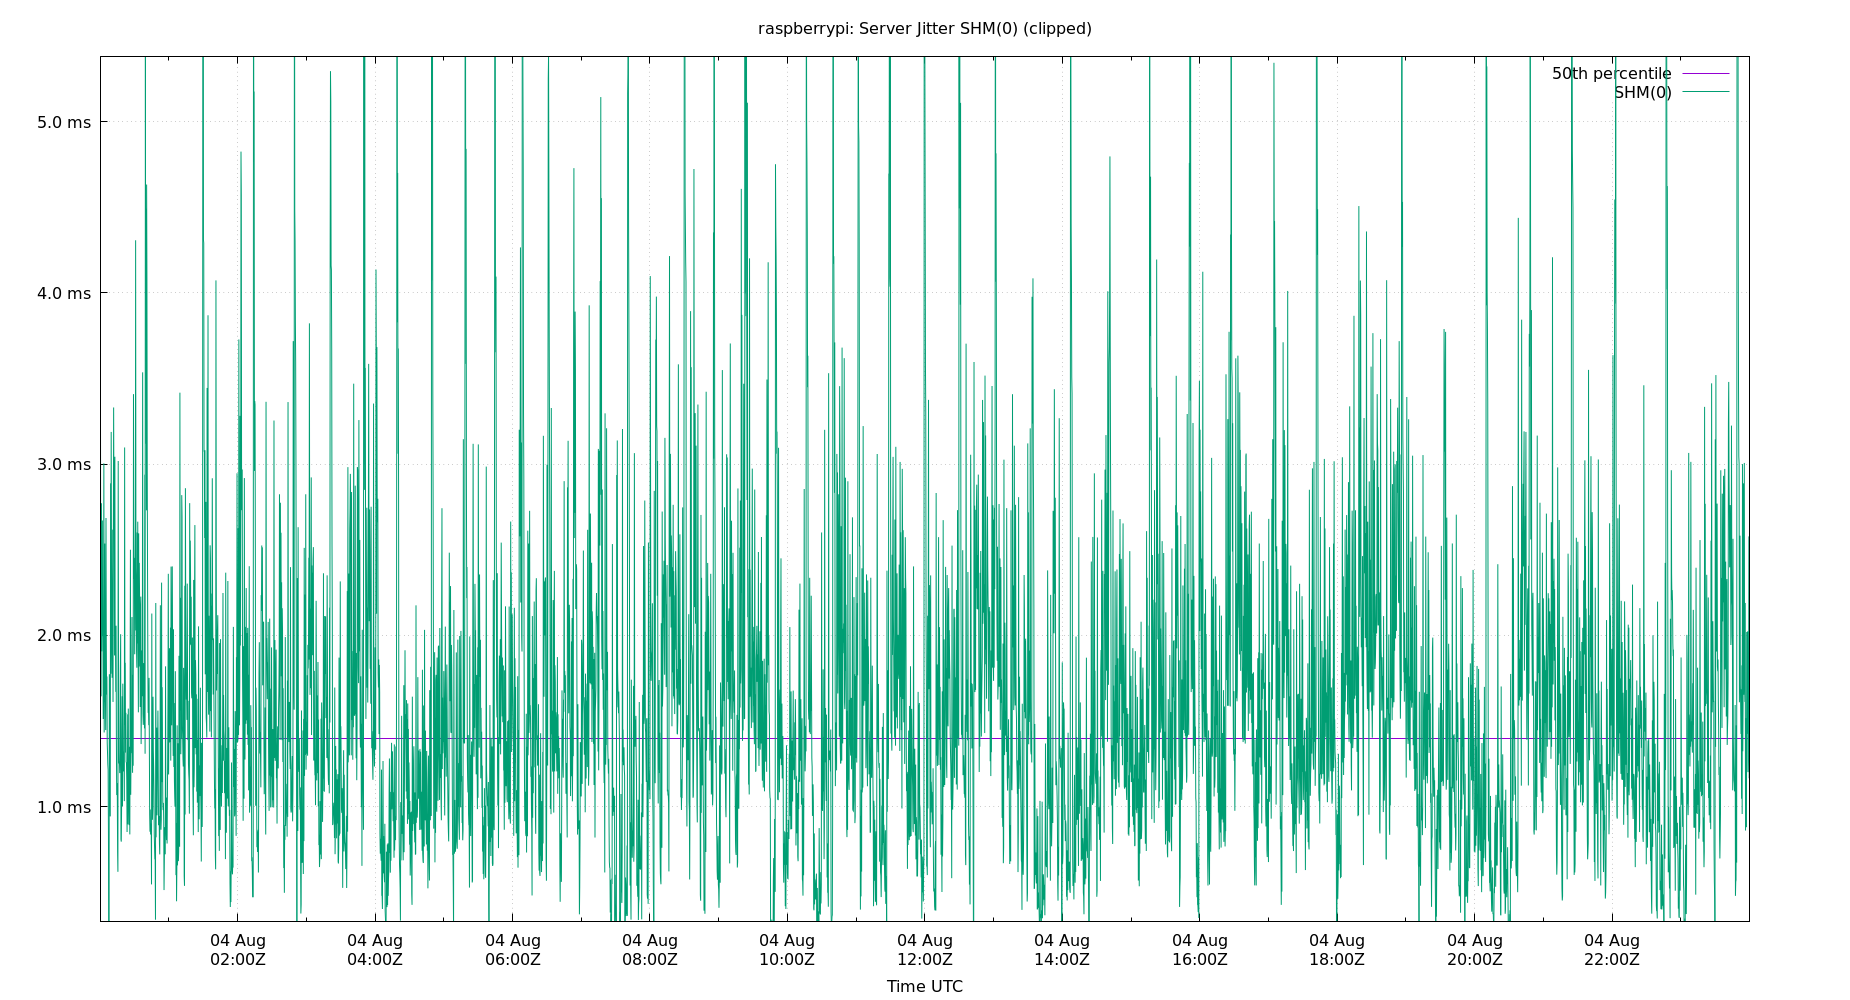 raspberrypi: Server Jitter SHM(0) (clipped)
50th percentile
SHM(0)
5.0 ms
4.0 ms
3.0 ms
2.0 ms
1.0 ms
04 Aug 04 Aug 04 Aug 04 Aug 04 Aug 04 Aug 04 Aug 04 Aug 04 Aug 04 Aug 04 Aug
02:00Z 04:00Z 06:00Z 08:00Z 10:00Z 12:00Z 14:00Z 16:00Z 18:00Z 20:00Z 22:00Z
Time UTC